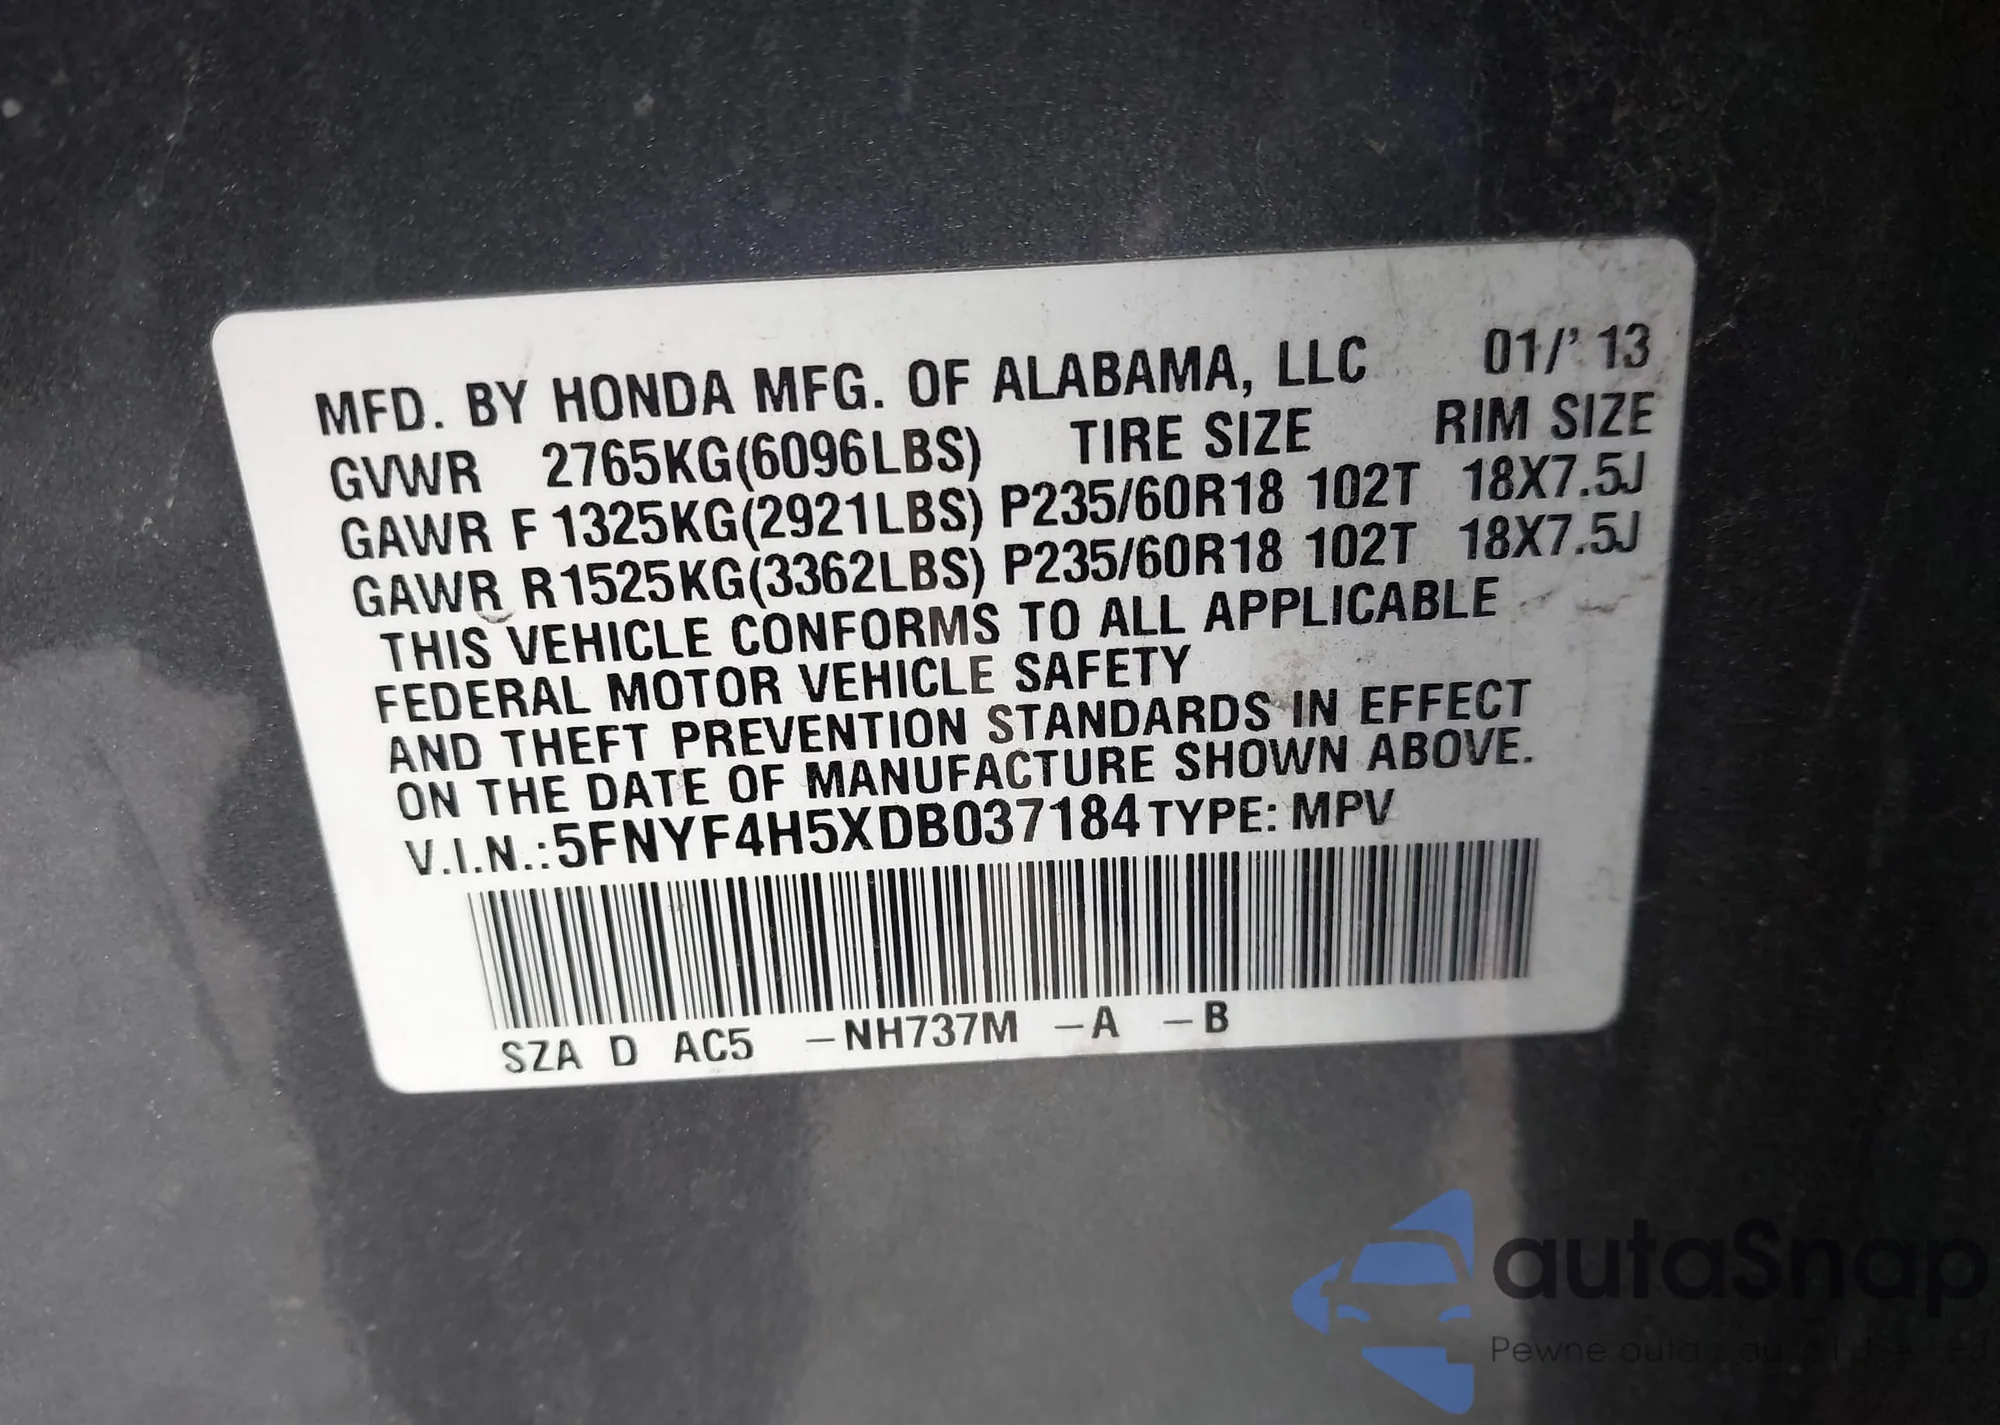 MFD. BY HONDA MFG. OF ALABAMA, LLC 01/'13
GVWR 2765KG(6096LBS) TIRE SIZE RIM SIZE
GAWR F 1325KG(2921LBS) P235/60R18 102T 18X7.5J
GAWR R 1525KG(3362LBS) P235/60R18 102T 18X7.5J
THIS VEHICLE CONFORMS TO ALL APPLICABLE
FEDERAL MOTOR VEHICLE SAFETY
AND THEFT PREVENTION STANDARDS IN EFFECT
ON THE DATE OF MANUFACTURE SHOWN ABOVE.
V.I.N.:5FNYF4H5XDB037184 TYPE: MPV
SZA D AC5 –NH737M –A –B
autaSnap
Pewne auta z